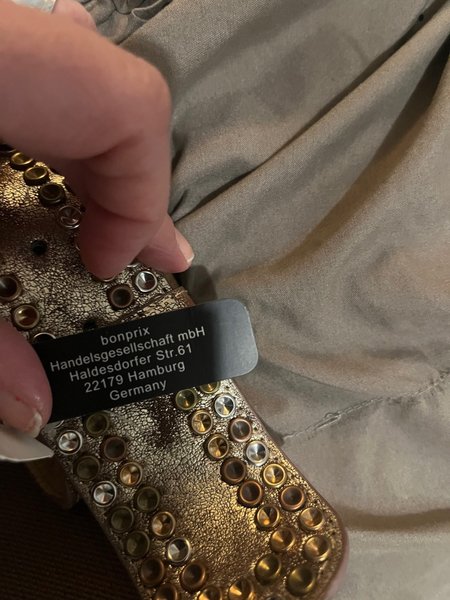 bonprix
Handelsgesellschaft mbH
Haldesdorfer Str.61
22179 Hamburg
Germany